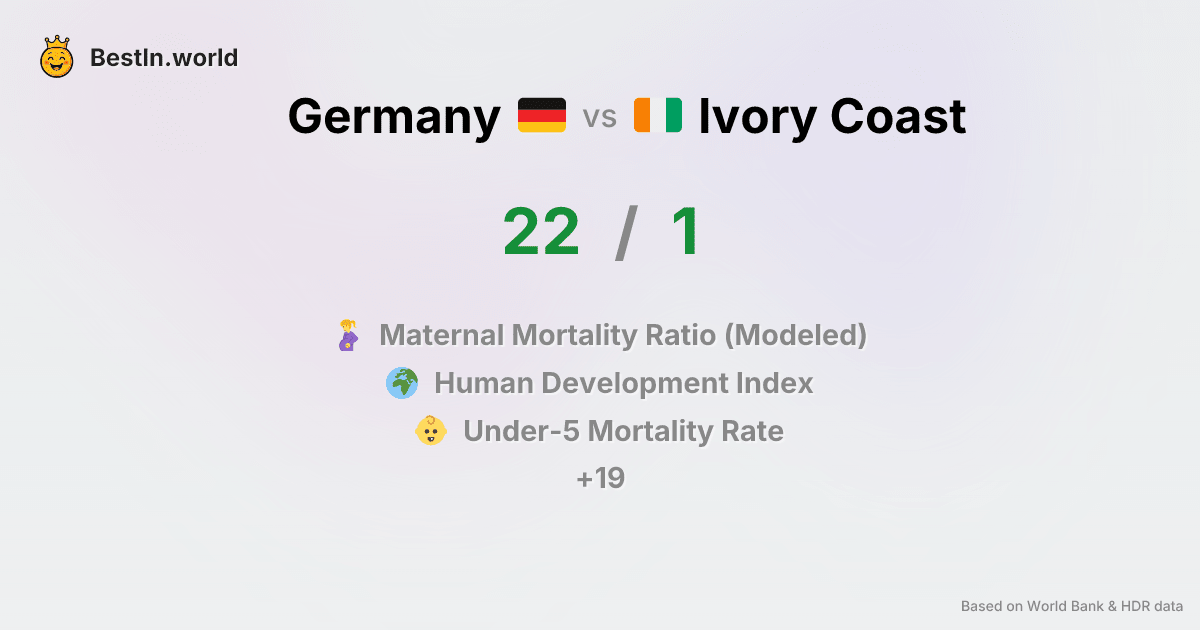 BestIn.world
Germany vs Ivory Coast
22 / 1
Maternal Mortality Ratio (Modeled)
Human Development Index
Under-5 Mortality Rate
+19
Based on World Bank & HDR data